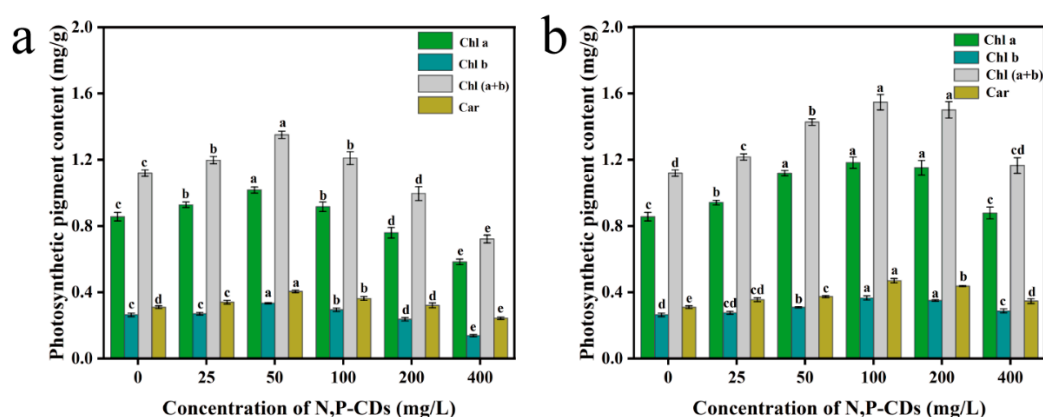 a
Photosynthetic pigment content (mg/g)
2.0
1.6
1.2
0.8
0.4
0.0
Chl a
Chl b
Chl (a+b)
Car
c c c d
b c b c
a a a a
b b b b
d d d d
e e e e
0 25 50 100 200 400
Concentration of N,P-CDs (mg/L)
b
Photosynthetic pigment content (mg/g)
2.0
1.6
1.2
0.8
0.4
0.0
Chl a
Chl b
Chl (a+b)
Car
c d d e
b cd c cd
a b b c
a a a a
a a a b
c c cd d
0 25 50 100 200 400
Concentration of N,P-CDs (mg/L)